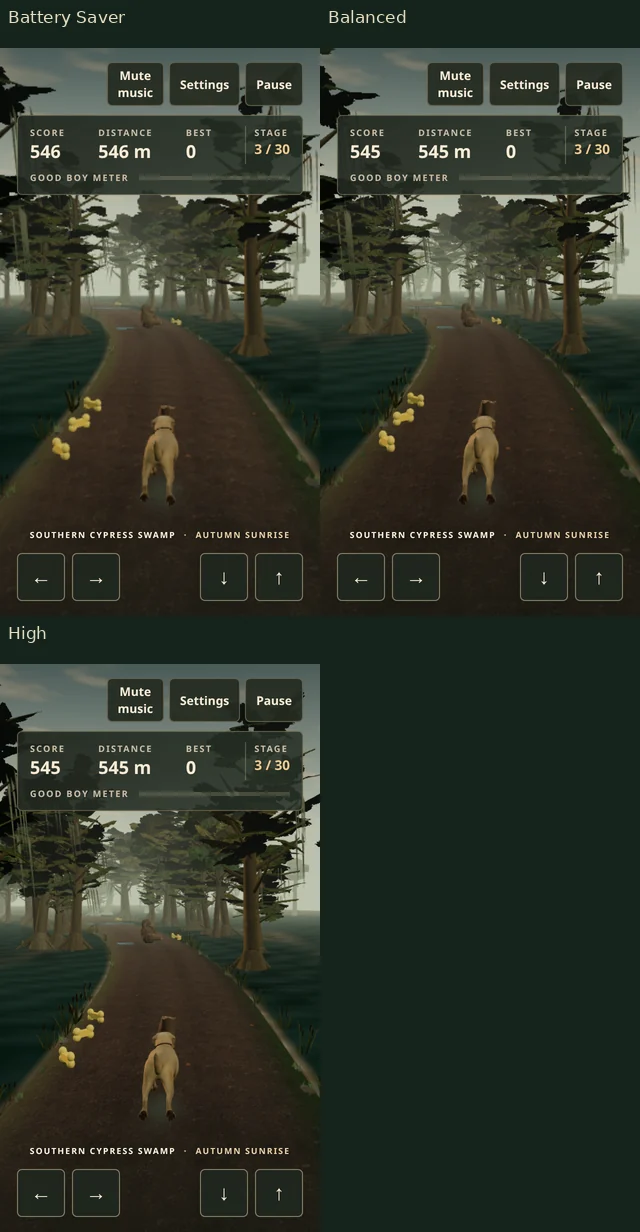 Battery Saver
Mute music
Settings
Pause
SCORE
DISTANCE
BEST
STAGE
546
546 m
0
3 / 30
GOOD BOY METER
SOUTHERN CYPRESS SWAMP · AUTUMN SUNRISE
← → ↓ ↑
Balanced
Mute music
Settings
Pause
SCORE
DISTANCE
BEST
STAGE
545
545 m
0
3 / 30
GOOD BOY METER
SOUTHERN CYPRESS SWAMP · AUTUMN SUNRISE
← → ↓ ↑
High
Mute music
Settings
Pause
SCORE
DISTANCE
BEST
STAGE
545
545 m
0
3 / 30
GOOD BOY METER
SOUTHERN CYPRESS SWAMP · AUTUMN SUNRISE
← → ↓ ↑